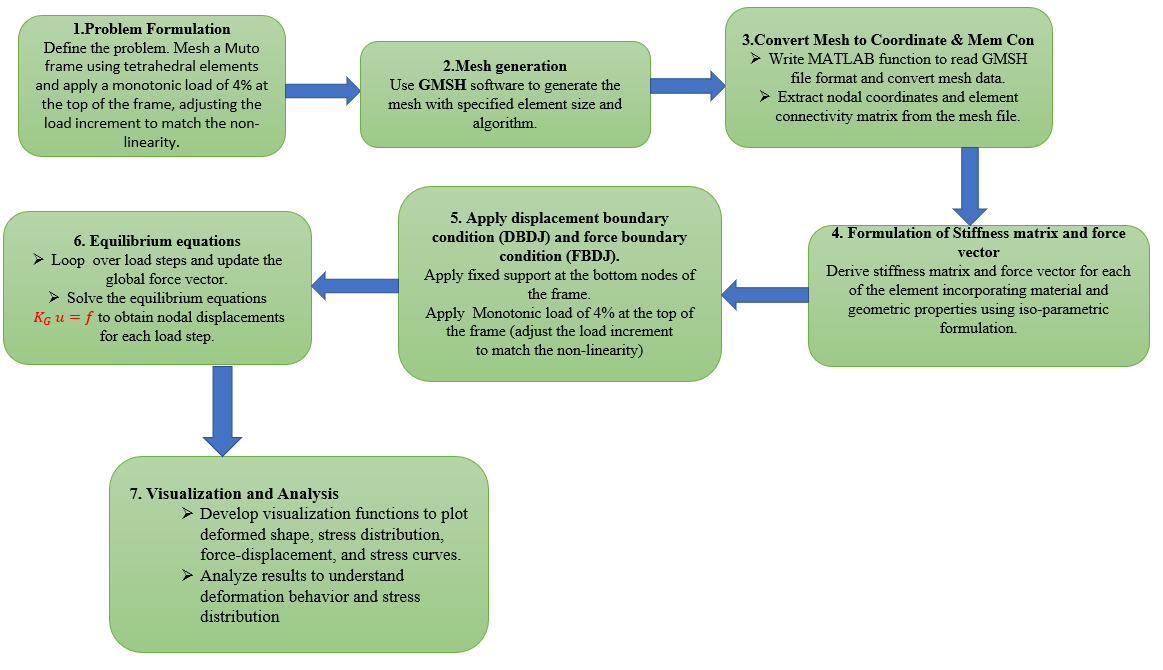 1.Problem Formulation
Define the problem. Mesh a Muto
frame using tetrahedral elements
and apply a monotonic load of 4% at
the top of the frame, adjusting the
load increment to match the non-
linearity.
2.Mesh generation
Use GMSH software to generate the
mesh with specified element size and
algorithm.
3.Convert Mesh to Coordinate & Mem Con
➢ Write MATLAB function to read GMSH
file format and convert mesh data.
➢ Extract nodal coordinates and element
connectivity matrix from the mesh file.
4. Formulation of Stiffness matrix and force
vector
Derive stiffness matrix and force vector for each
of the element incorporating material and
geometric properties using iso-parametric
formulation.
5. Apply displacement boundary
condition (DBDJ) and force boundary
condition (FBDJ).
Apply fixed support at the bottom nodes of
the frame.
Apply Monotonic load of 4% at the top of
the frame (adjust the load increment
to match the non-linearity)
6. Equilibrium equations
➢ Loop over load steps and update the
global force vector.
➢ Solve the equilibrium equations
K_G u = f to obtain nodal displacements
for each load step.
7. Visualization and Analysis
➢ Develop visualization functions to plot
deformed shape, stress distribution,
force-displacement, and stress curves.
➢ Analyze results to understand
deformation behavior and stress
distribution